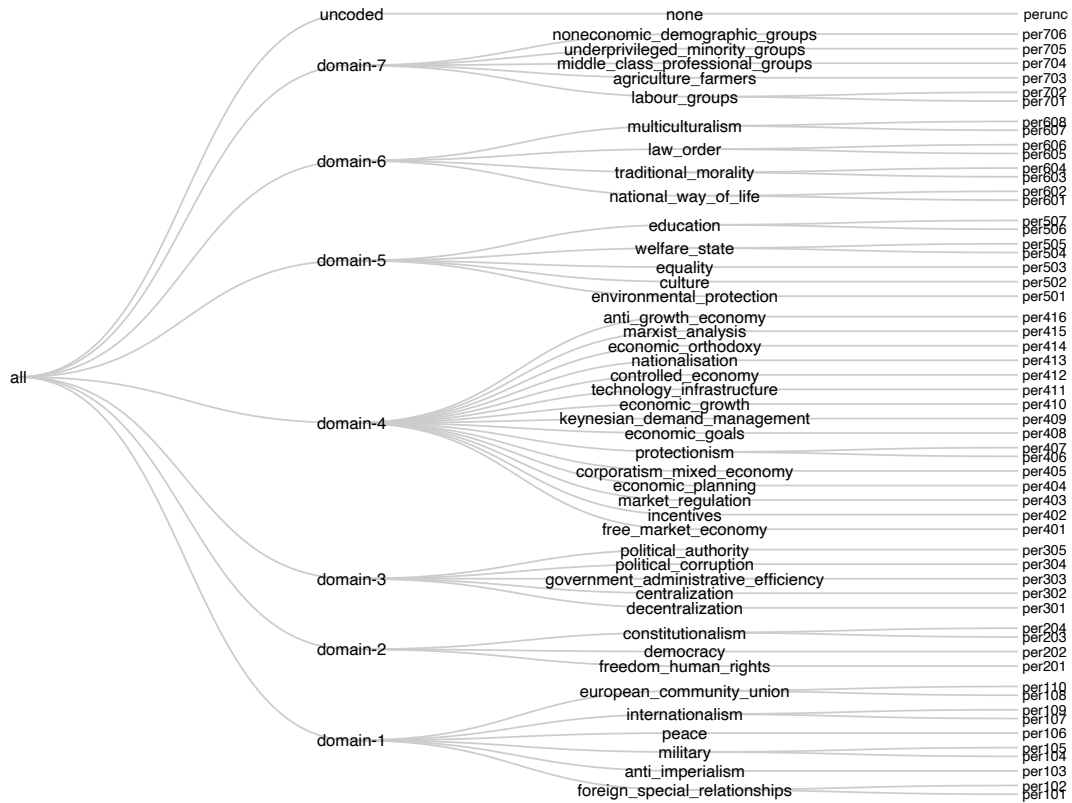 uncoded none perunc
noneconomic_demographic_groups per706
underprivileged_minority_groups per705
domain-7 middle_class_professional_groups per704
agriculture_farmers per703
labour_groups per702
per701
multiculturalism per608
per607
law_order per606
per605
domain-6 traditional_morality per604
per603
national_way_of_life per602
per601
education per507
per506
welfare_state per505
per504
domain-5 equality per503
culture per502
environmental_protection per501
anti_growth_economy per416
marxist_analysis per415
economic_orthodoxy per414
nationalisation per413
all controlled_economy per412
technology_infrastructure per411
economic_growth per410
keynesian_demand_management per409
domain-4 economic_goals per408
protectionism per407
per406
corporatism_mixed_economy per405
economic_planning per404
market_regulation per403
incentives per402
free_market_economy per401
political_authority per305
political_corruption per304
domain-3 government_administrative_efficiency per303
centralization per302
decentralization per301
constitutionalism per204
per203
domain-2 democracy per202
freedom_human_rights per201
european_community_union per110
per108
internationalism per109
per107
domain-1 peace per106
military per105
per104
anti_imperialism per103
foreign_special_relationships per102
per101